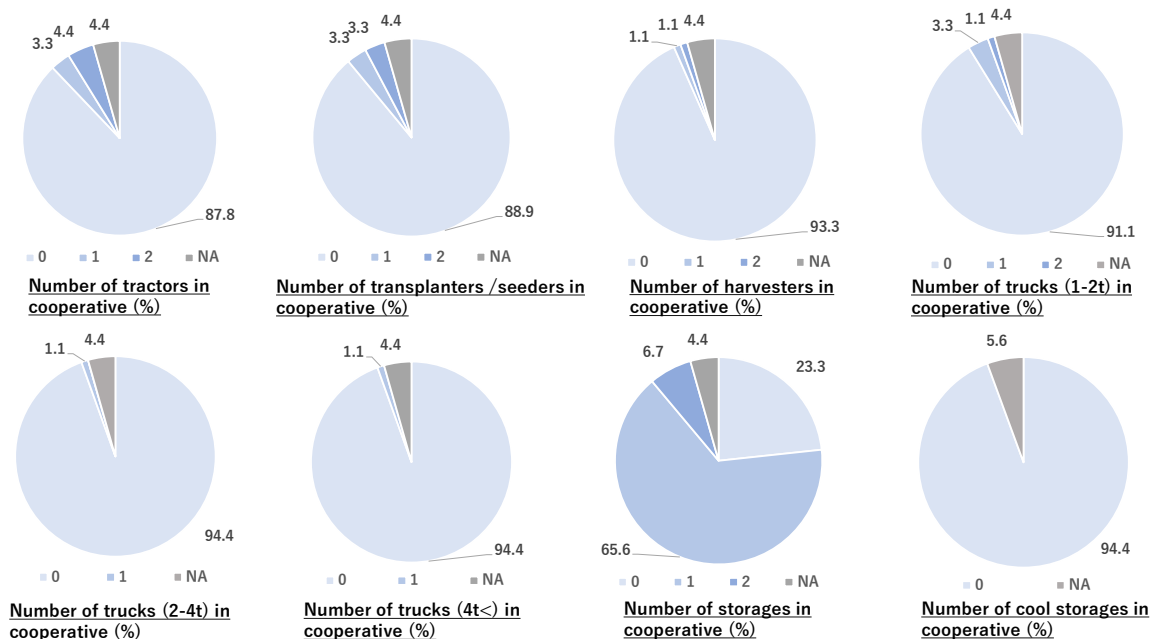 3.3
4.4
4.4
87.8
0 1 2 NA
Number of tractors in
cooperative (%)
3.3
3.3
4.4
88.9
0 1 2 NA
Number of transplanters /seeders in
cooperative (%)
1.1
1.1
4.4
93.3
0 1 2 NA
Number of harvesters in
cooperative (%)
3.3
1.1
4.4
91.1
0 1 2 NA
Number of trucks (1-2t) in
cooperative (%)
1.1
4.4
94.4
0 1 NA
Number of trucks (2-4t) in
cooperative (%)
1.1
4.4
94.4
0 1 NA
Number of trucks (4t<) in
cooperative (%)
6.7
4.4
23.3
65.6
0 1 2 NA
Number of storages in
cooperative (%)
5.6
94.4
0 NA
Number of cool storages in
cooperative (%)